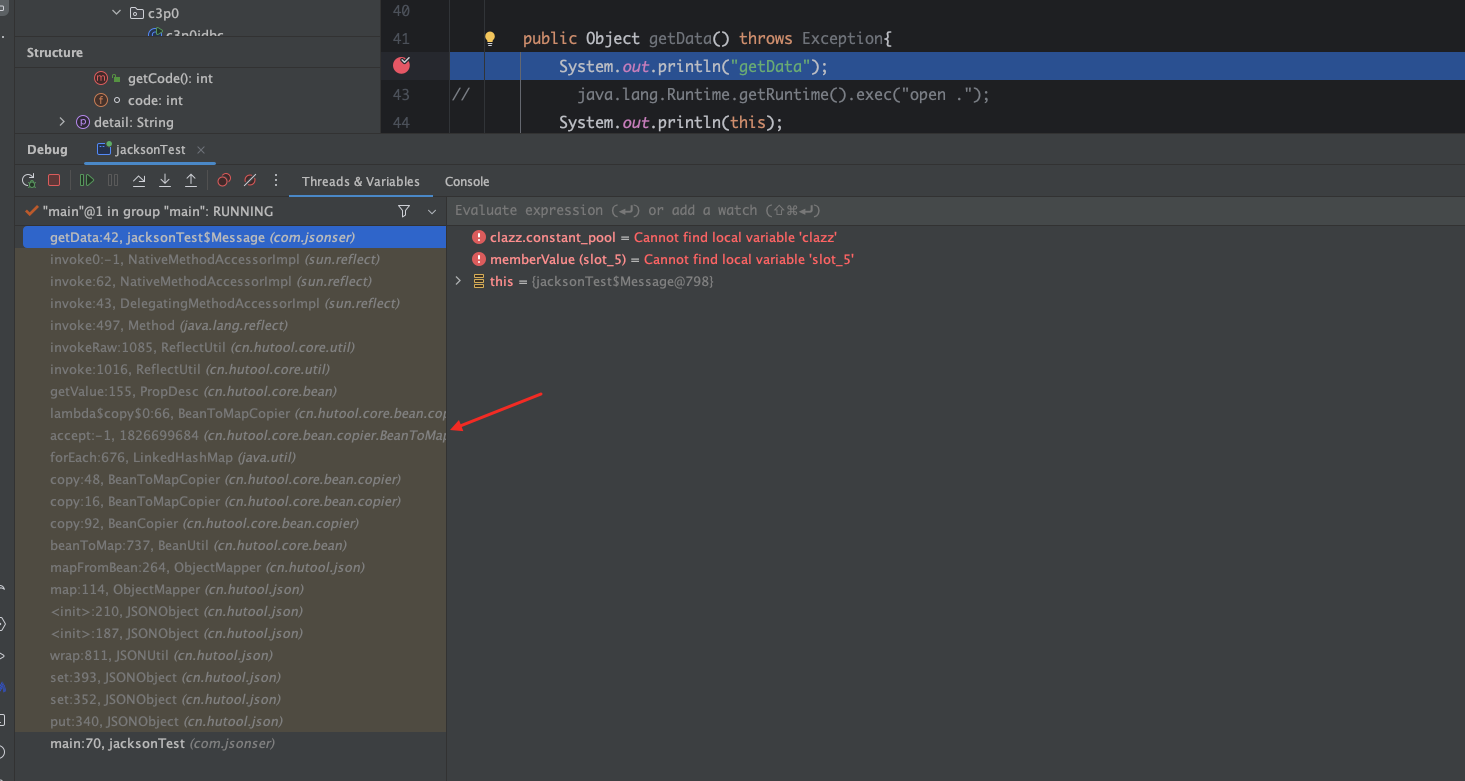 c3p0
Structure
getCode(): int
code: int
detail: String
40
41 public Object getData() throws Exception{
System.out.println("getData");
43 // java.lang.Runtime.getRuntime().exec("open .");
44 System.out.println(this);
Debug jacksonTest
Threads & Variables Console
"main"@1 in group "main": RUNNING
Evaluate expression (↵) or add a watch (⇧⌘↵)
getData:42, jacksonTest$Message (com.jsonser)
invoke0:-1, NativeMethodAccessorImpl (sun.reflect)
invoke:62, NativeMethodAccessorImpl (sun.reflect)
invoke:43, DelegatingMethodAccessorImpl (sun.reflect)
invoke:497, Method (java.lang.reflect)
invokeRaw:1085, ReflectUtil (cn.hutool.core.util)
invoke:1016, ReflectUtil (cn.hutool.core.util)
getValue:155, PropDesc (cn.hutool.core.bean)
lambda$copy$0:66, BeanToMapCopier (cn.hutool.core.bean.cop
accept:-1, 1826699684 (cn.hutool.core.bean.copier.BeanToMap
forEach:676, LinkedHashMap (java.util)
copy:48, BeanToMapCopier (cn.hutool.core.bean.copier)
copy:16, BeanToMapCopier (cn.hutool.core.bean.copier)
copy:92, BeanCopier (cn.hutool.core.bean.copier)
beanToMap:737, BeanUtil (cn.hutool.core.bean)
mapFromBean:264, ObjectMapper (cn.hutool.json)
map:114, ObjectMapper (cn.hutool.json)
<init>:210, JSONObject (cn.hutool.json)
<init>:187, JSONObject (cn.hutool.json)
wrap:811, JSONUtil (cn.hutool.json)
set:393, JSONObject (cn.hutool.json)
set:352, JSONObject (cn.hutool.json)
put:340, JSONObject (cn.hutool.json)
main:70, jacksonTest (com.jsonser)
clazz.constant_pool = Cannot find local variable 'clazz'
memberValue (slot_5) = Cannot find local variable 'slot_5'
this = {jacksonTest$Message@798}